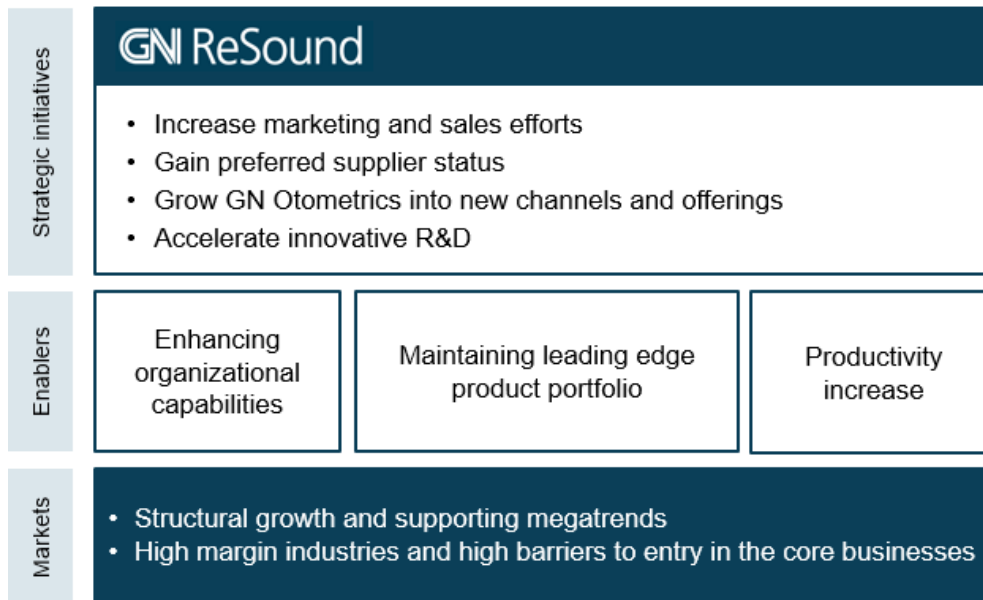 Strategic initiatives
GN ReSound
• Increase marketing and sales efforts
• Gain preferred supplier status
• Grow GN Otometrics into new channels and offerings
• Accelerate innovative R&D
Enablers
Enhancing
organizational
capabilities
Maintaining leading edge
product portfolio
Productivity
increase
Markets
• Structural growth and supporting megatrends
• High margin industries and high barriers to entry in the core businesses